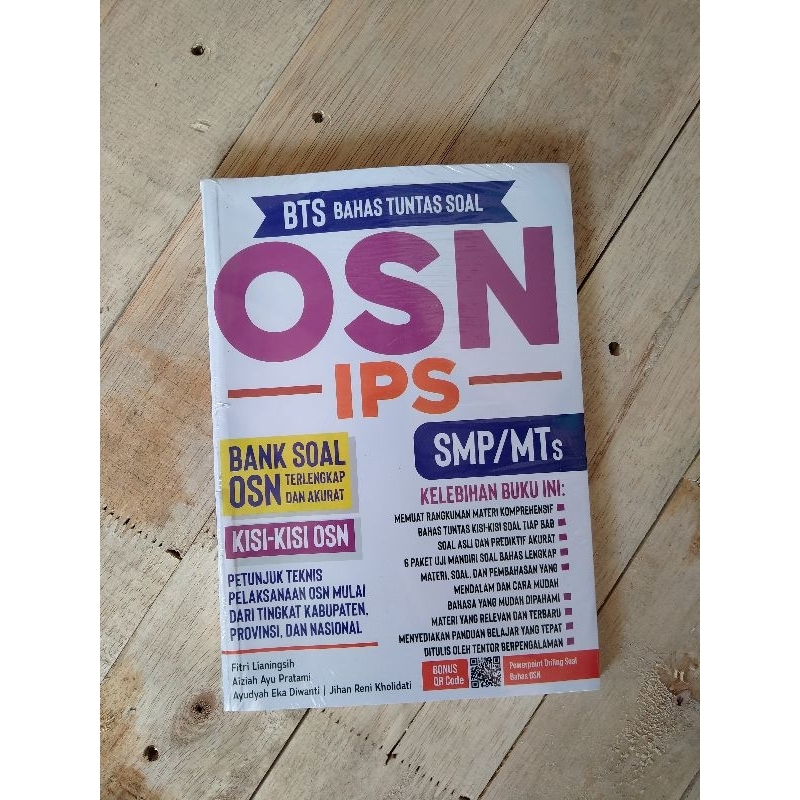 BTS BAHAS TUNTAS SOAL
OSN
IPS
SMP/MTs
BANK SOAL
OSN TERLENGKAP
DAN AKURAT
KISI-KISI OSN
PETUNJUK TEKNIS
PELAKSANAAN OSN MULAI
DARI TINGKAT KABUPATEN,
PROVINSI, DAN NASIONAL
KELEBIHAN BUKU INI:
MEMUAT RANGKUMAN MATERI KOMPREHENSIF
BAHAS TUNTAS KISI-KISI SOAL TIAP BAB
SOAL ASLI DAN PREDIKTIF AKURAT
6 PAKET UJI MANDIRI SOAL BAHAS LENGKAP
MATERI, SOAL, DAN PEMBAHASAN YANG
MENDALAM DAN CARA MUDAH
BAHASA YANG MUDAH DIPAHAMI
MATERI YANG RELEVAN DAN TERBARU
MENYEDIAKAN PANDUAN BELAJAR YANG TEPAT
DITULIS OLEH TENTOR BERPENGALAMAN
Fitri Lianingsih
Aiziah Ayu Pratami
Ayudyah Eka Diwanti | Jihan Reni Kholidati
BONUS
QR Code
Powerpoint Driling Soal
Bahas OSN